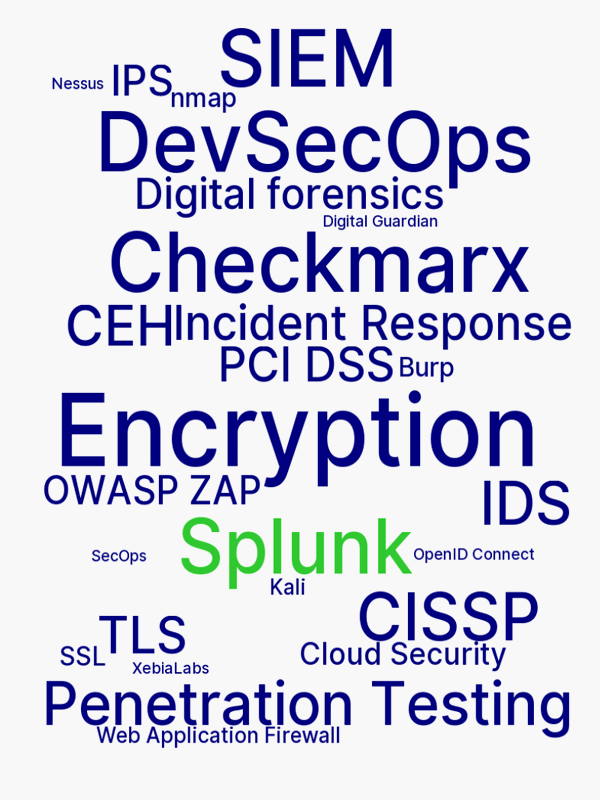 SIEM
Nessus IPS nmap
DevSecOps
Digital forensics
Digital Guardian
Checkmarx
CEH Incident Response
PCI DSS Burp
Encryption
OWASP ZAP IDS
SecOps Splunk OpenID Connect
Kali
CISSP
TLS
SSL XebiaLabs Cloud Security
Penetration Testing
Web Application Firewall